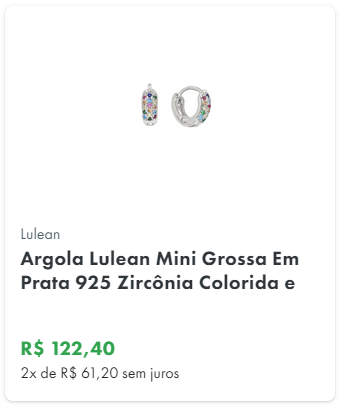 Lulean
Argola Lulean Mini Grossa Em
Prata 925 Zircônia Colorida e
R$ 122,40
2x de R$ 61,20 sem juros